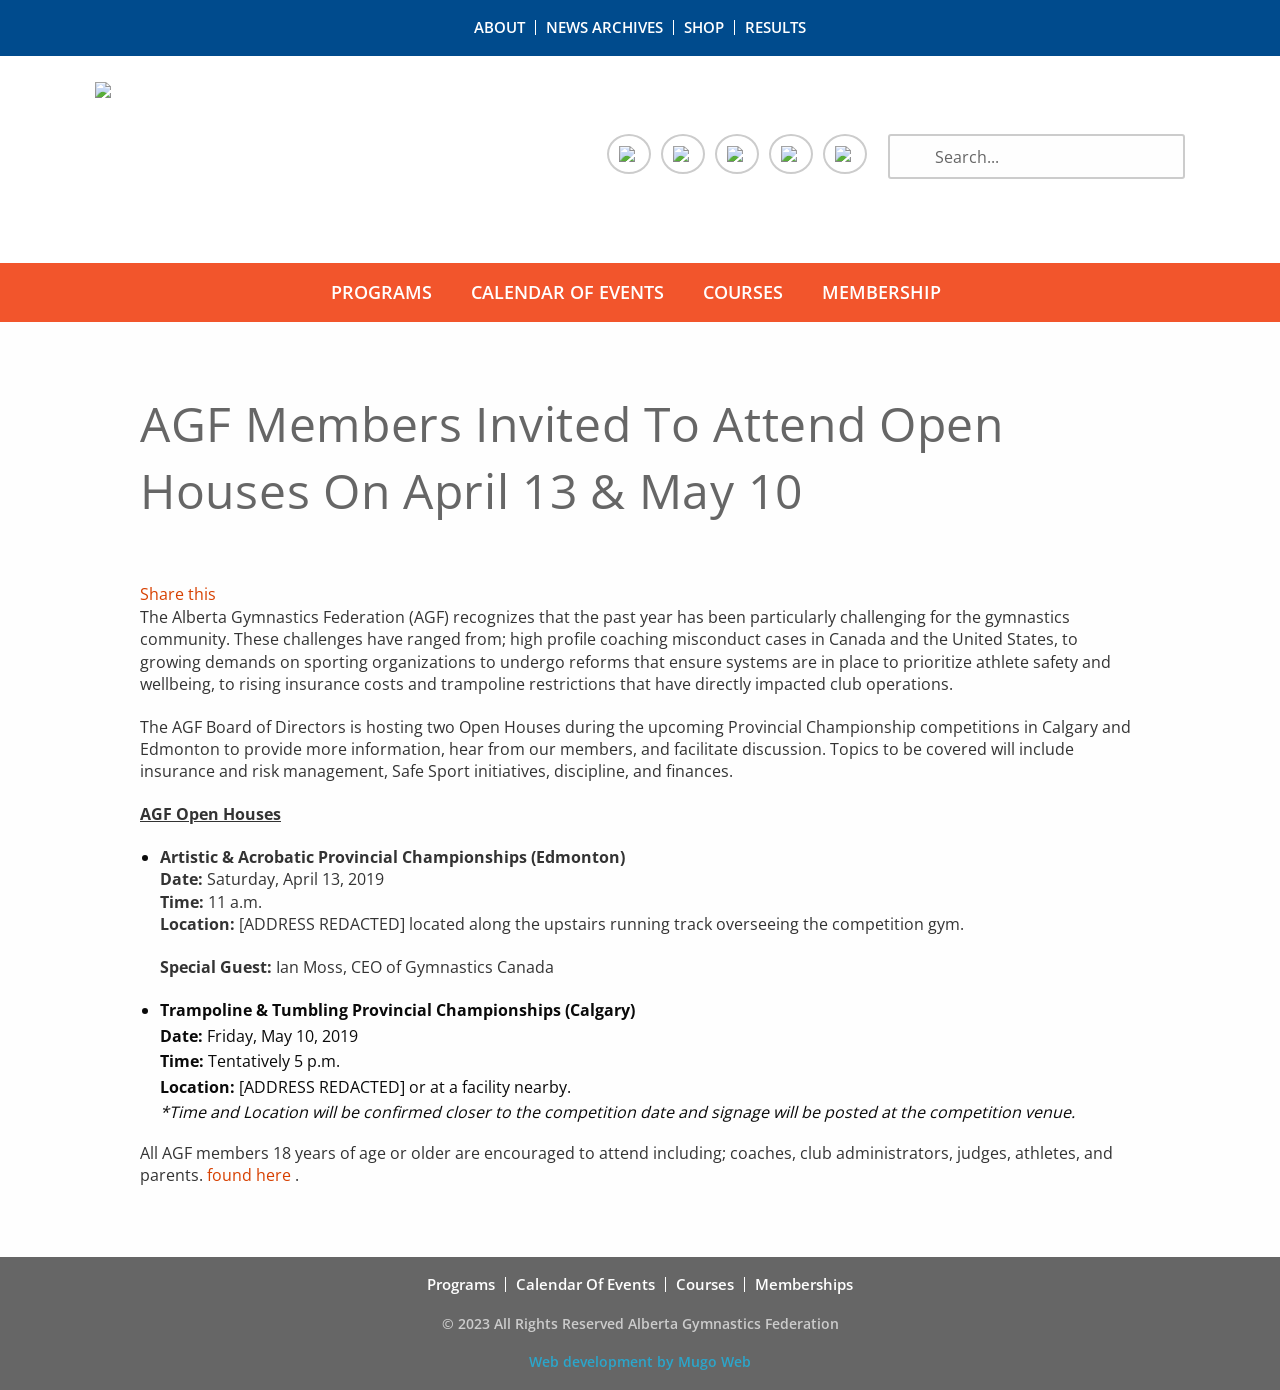 ABOUT NEWS ARCHIVES SHOP RESULTS
Search...
PROGRAMS CALENDAR OF EVENTS COURSES MEMBERSHIP
AGF Members Invited To Attend Open
Houses On April 13 & May 10
Share this
The Alberta Gymnastics Federation (AGF) recognizes that the past year has been particularly challenging for the gymnastics
community. These challenges have ranged from; high profile coaching misconduct cases in Canada and the United States, to
growing demands on sporting organizations to undergo reforms that ensure systems are in place to prioritize athlete safety and
wellbeing, to rising insurance costs and trampoline restrictions that have directly impacted club operations.
The AGF Board of Directors is hosting two Open Houses during the upcoming Provincial Championship competitions in Calgary and
Edmonton to provide more information, hear from our members, and facilitate discussion. Topics to be covered will include
insurance and risk management, Safe Sport initiatives, discipline, and finances.
AGF Open Houses
• Artistic & Acrobatic Provincial Championships (Edmonton)
Date: Saturday, April 13, 2019
Time: 11 a.m.
Location: [ADDRESS REDACTED] located along the upstairs running track overseeing the competition gym.
Special Guest: Ian Moss, CEO of Gymnastics Canada
• Trampoline & Tumbling Provincial Championships (Calgary)
Date: Friday, May 10, 2019
Time: Tentatively 5 p.m.
Location: [ADDRESS REDACTED] or at a facility nearby.
*Time and Location will be confirmed closer to the competition date and signage will be posted at the competition venue.
All AGF members 18 years of age or older are encouraged to attend including; coaches, club administrators, judges, athletes, and
parents. found here .
Programs Calendar Of Events Courses Memberships
© 2023 All Rights Reserved Alberta Gymnastics Federation
Web development by Mugo Web